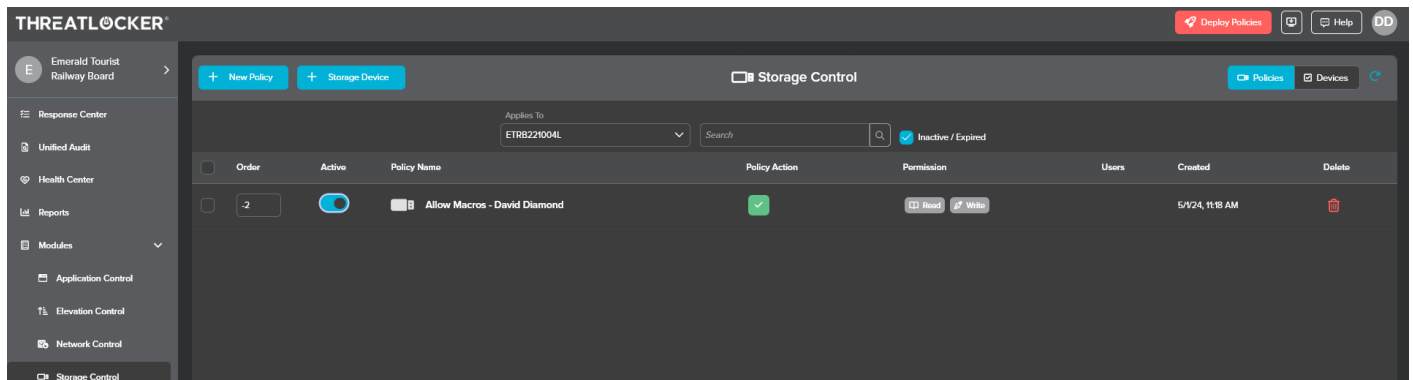 THREATLOCKER®
Deploy Policies
Help
DD
E
Emerald Tourist
Railway Board
Response Center
Unified Audit
Health Center
Reports
Modules
Application Control
Elevation Control
Network Control
Storage Control
+ New Policy
+ Storage Device
Storage Control
Policies
Devices
Applies To
ETRB221004L
Search
Inactive / Expired
Order Active Policy Name Policy Action Permission Users Created Delete
-2 Allow Macros - David Diamond Read Write 5/1/24, 11:18 AM